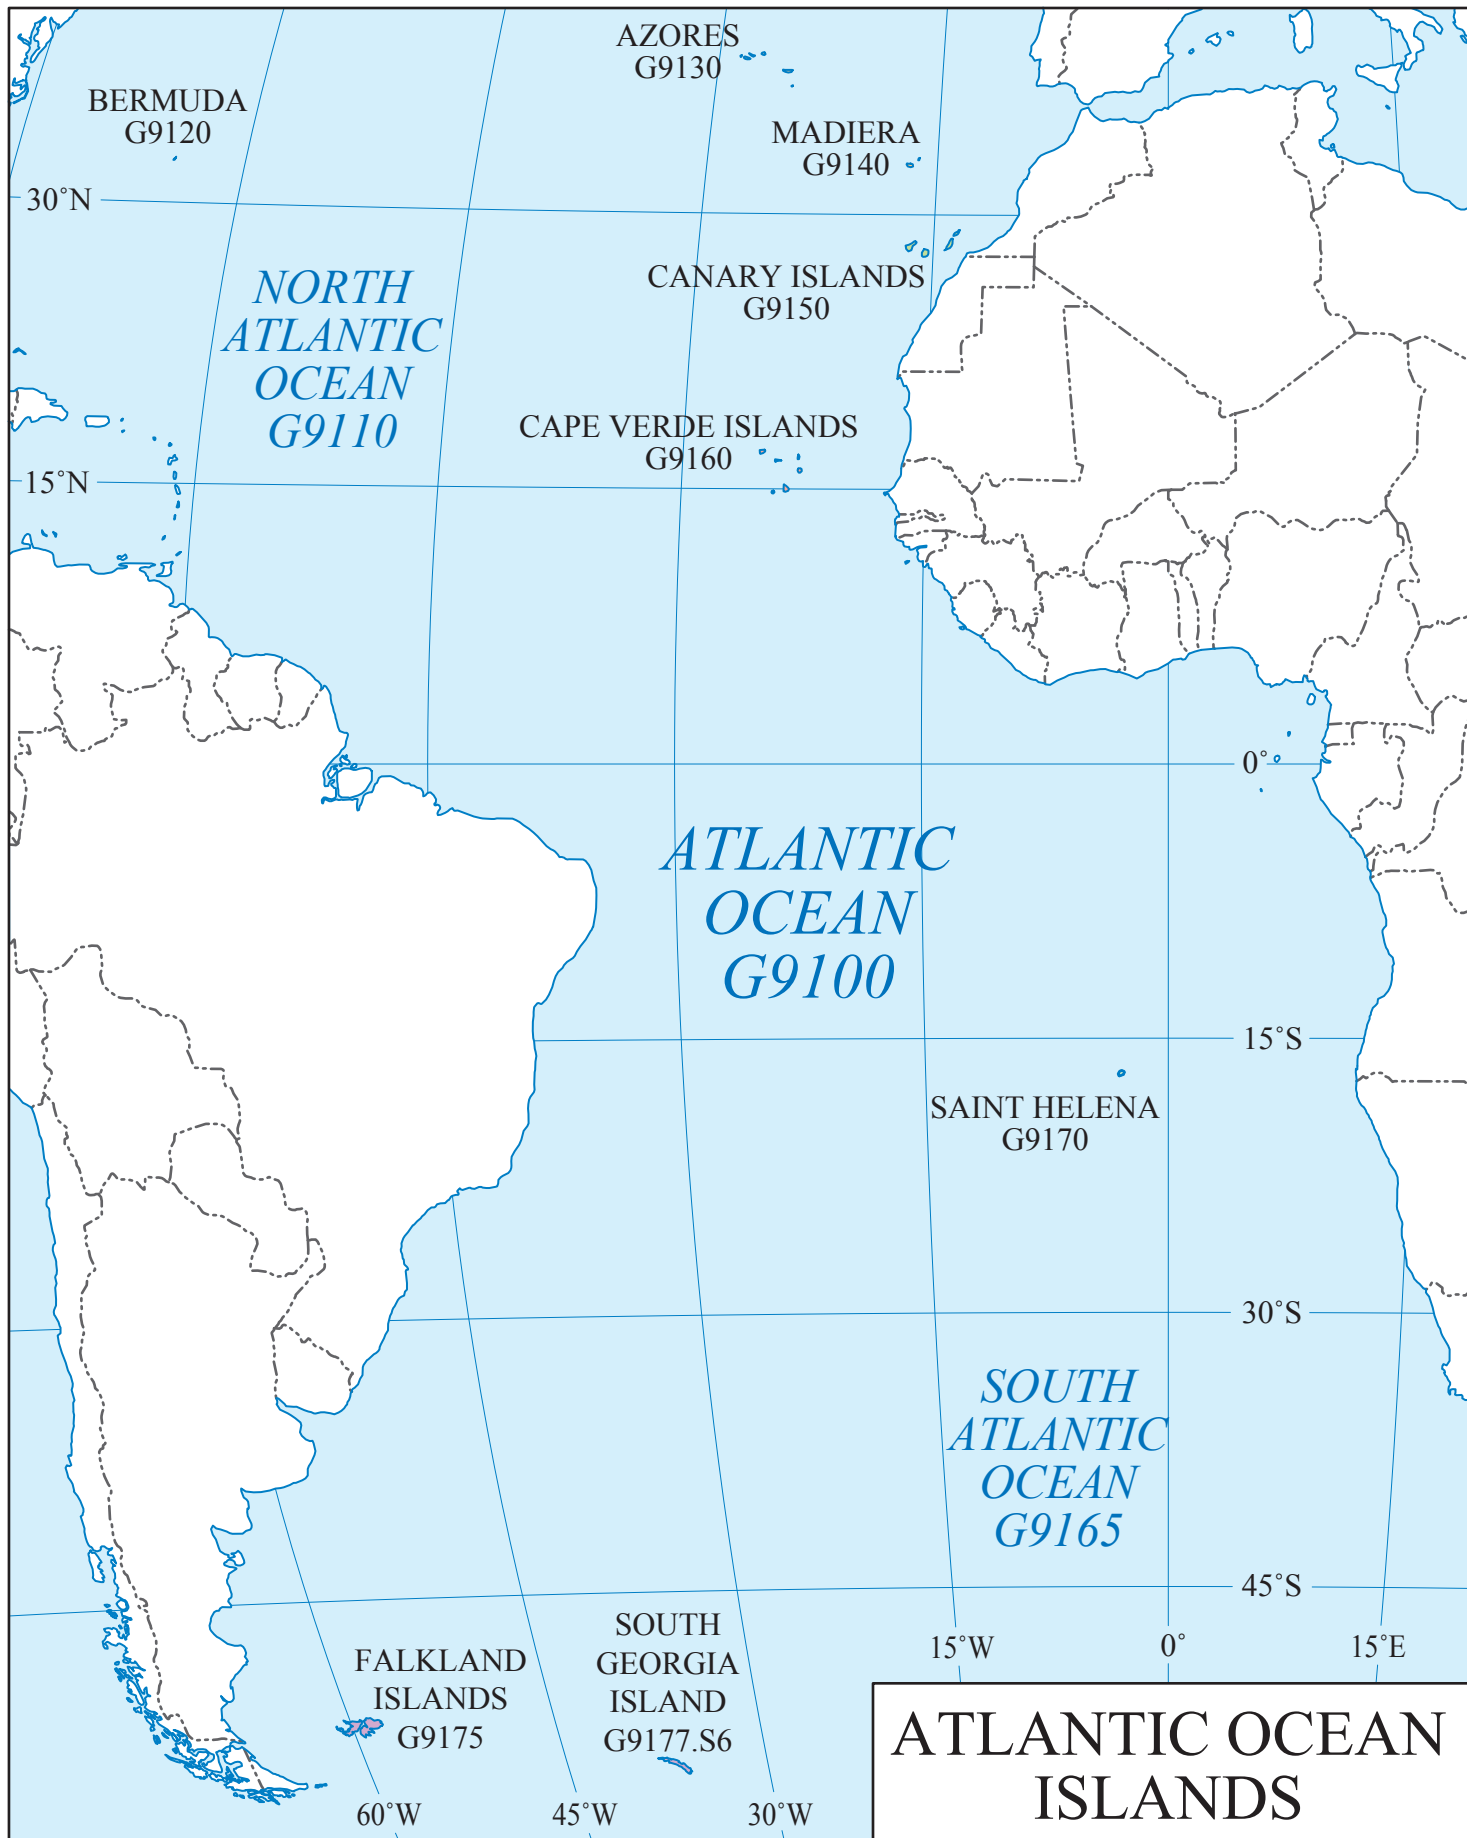 AZORES
G9130
BERMUDA
G9120
MADIERA
G9140
30°N
CANARY ISLANDS
G9150
NORTH
ATLANTIC
OCEAN
G9110
CAPE VERDE ISLANDS
G9160
15°N
0°
ATLANTIC
OCEAN
G9100
15°S
SAINT HELENA
G9170
30°S
SOUTH
ATLANTIC
OCEAN
G9165
45°S
SOUTH
GEORGIA
ISLAND
G9177.S6
FALKLAND
ISLANDS
G9175
15°W
0°
15°E
60°W
45°W
30°W
ATLANTIC OCEAN
ISLANDS